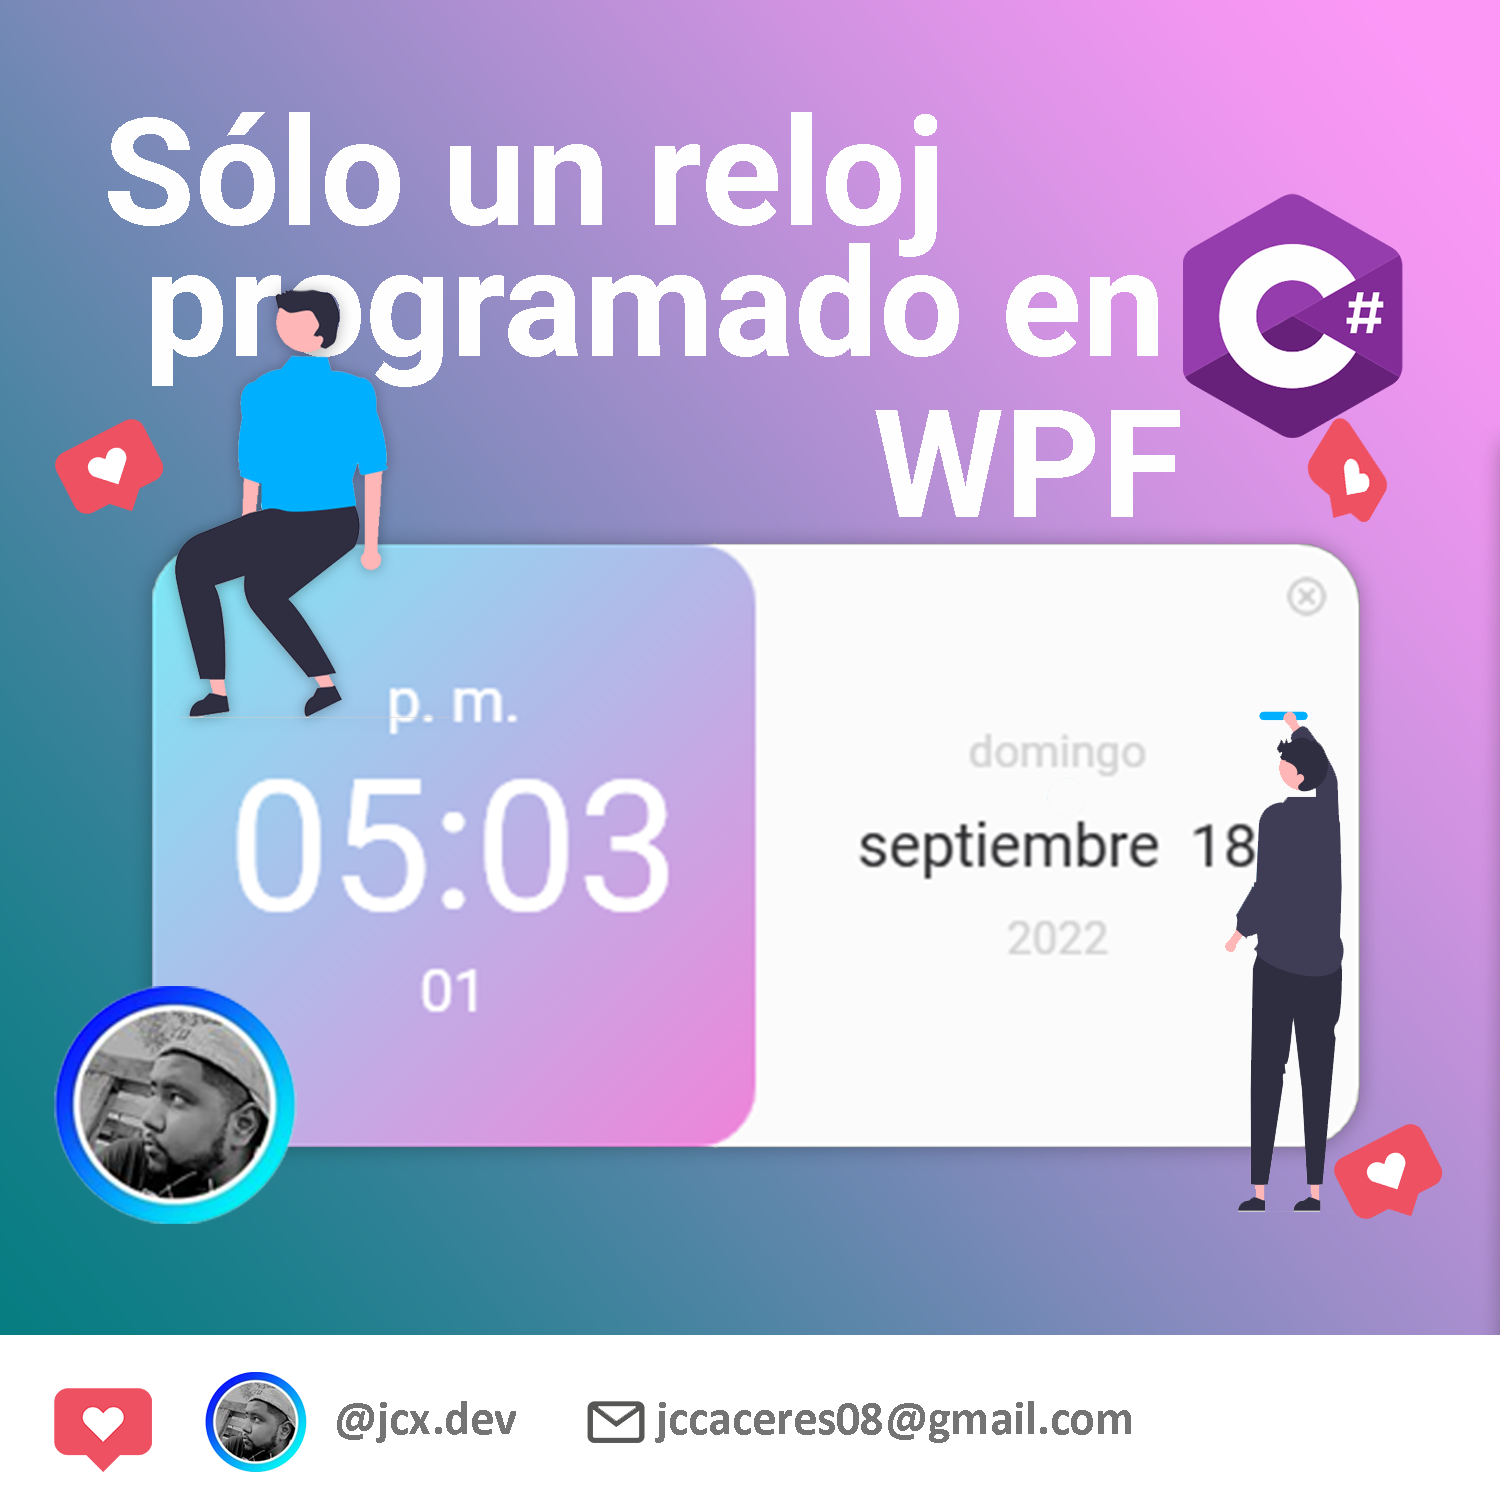 Sólo un reloj
programado en C#
WPF
p. m.
05:03
01
domingo
septiembre 18
2022
@jcx.dev
jccaceres08@gmail.com